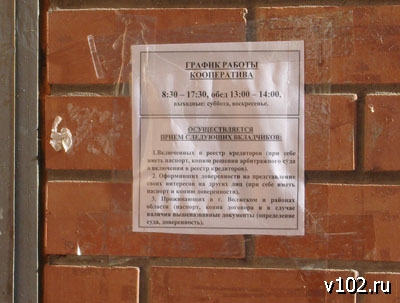 ГРАФИК РАБОТЫ
КООПЕРАТИВА
8:30 – 17:30, обед 13:00 – 14:00,
выходные: суббота, воскресенье.
ОСУЩЕСТВЛЯЕТСЯ
ПРИЕМ СЛЕДУЮЩИХ ВКЛАДЧИКОВ:
1.Включенных в реестр кредиторов (при себе
иметь паспорт, копию решения арбитражного суда
о включении в реестр кредиторов).
2. Оформивших доверенности на представление
своих интересов на других лиц (при себе иметь
паспорт и копию доверенности).
3. Проживающих в г. Волжском и районах
области (паспорт, копия договора и в случае
наличия вышеназванные документы (определение
суда, доверенность).
v102.ru